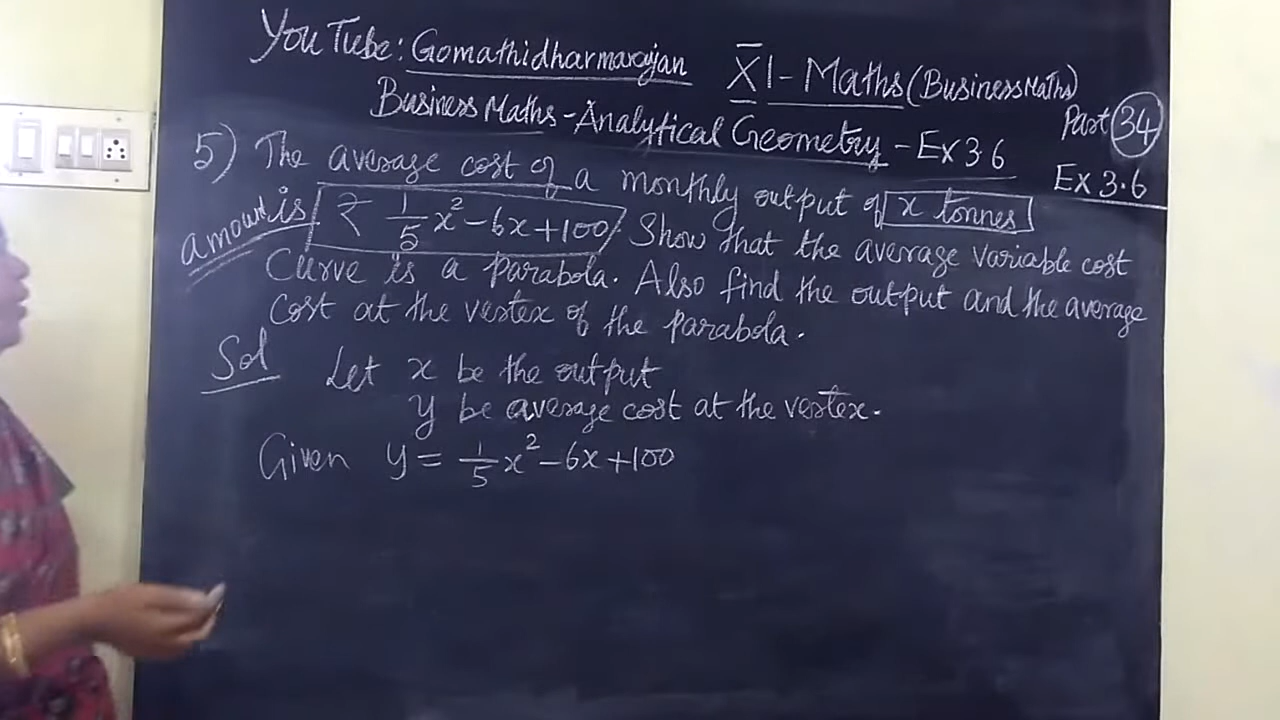 YouTube: Gomathidharmarajan XI-Maths (Business Maths)
Business Maths - Analytical Geometry - Ex 3.6 Part 34
Ex 3.6
5) The average cost of a monthly output of x tonnes
amount is ₹ 1/5 x² - 6x + 100. Show that the average variable cost
Curve is a parabola. Also find the output and the average
Cost at the vertex of the parabola.
Sol Let x be the output
y be average cost at the vertex.
Given y = 1/5 x² - 6x + 100